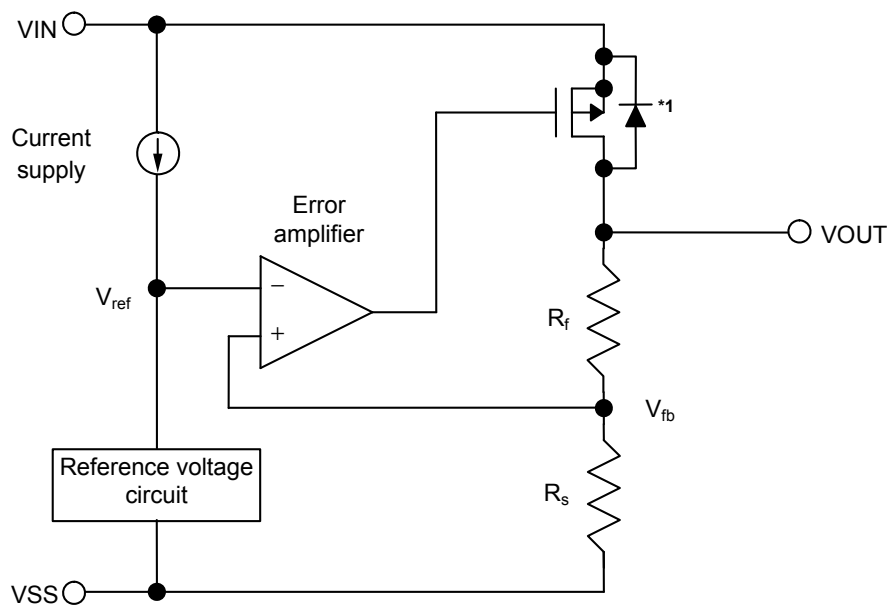 VIN
*1
Current
supply
Error
amplifier
VOUT
Vref
−
+
Rf
Vfb
Reference voltage
circuit
Rs
VSS